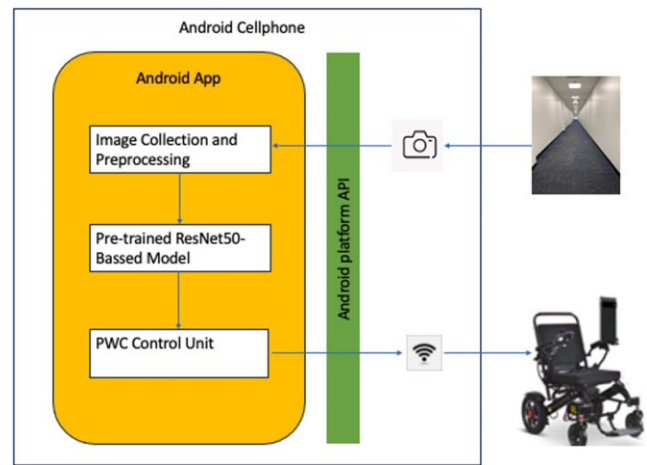 Android Cellphone
Android App
Image Collection and
Preprocessing
Android platform API
Pre-trained ResNet50-
Bassed Model
PWC Control Unit